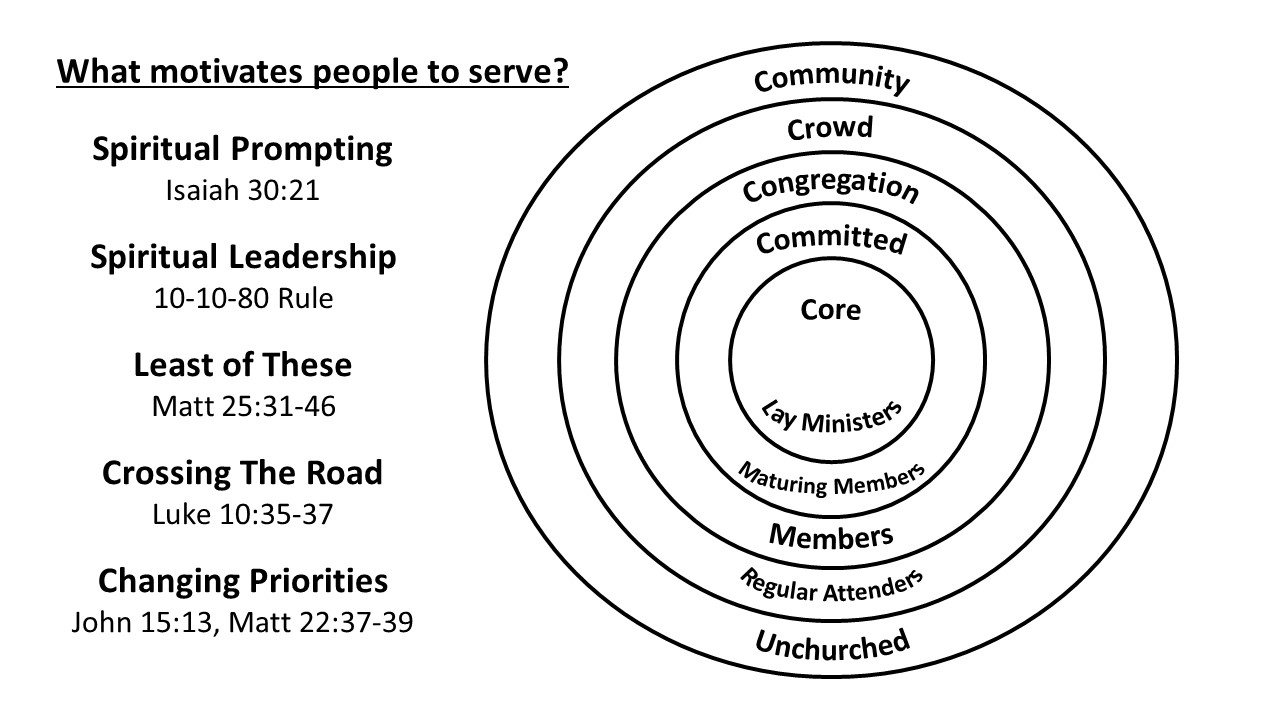 What motivates people to serve?
Spiritual Prompting
Isaiah 30:21
Spiritual Leadership
10-10-80 Rule
Least of These
Matt 25:31-46
Crossing The Road
Luke 10:35-37
Changing Priorities
John 15:13, Matt 22:37-39
Community
Crowd
Congregation
Committed
Core
Lay Ministers
Maturing Members
Members
Regular Attenders
Unchurched